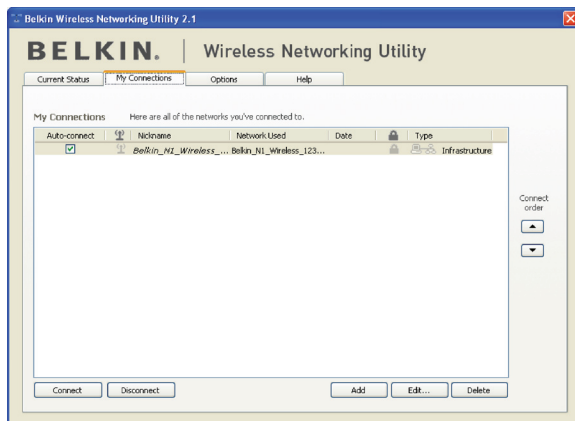 Belkin Wireless Networking Utility 2.1
BELKIN. | Wireless Networking Utility
Current Status My Connections Options Help
My Connections Here are all of the networks you've connected to.
Auto-connect Nickname Network Used Date Type
Belkin_N1_Wireless_... Belkin_N1_Wireless_123... Infrastructure
Connect
order
Connect Disconnect Add Edit... Delete